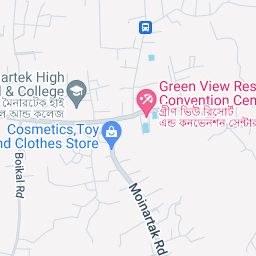 Green View Res
Convention Cen
গ্রীণ ভিউ রিসোর্ট
এন্ড কনভেনশন সেন্টার
artek High
l & College
মৈনারটেক হাই
ল আন্ড কলেজ
Cosmetics,Toy
nd Clothes Store
Boikal Rd
Moinartak Rd